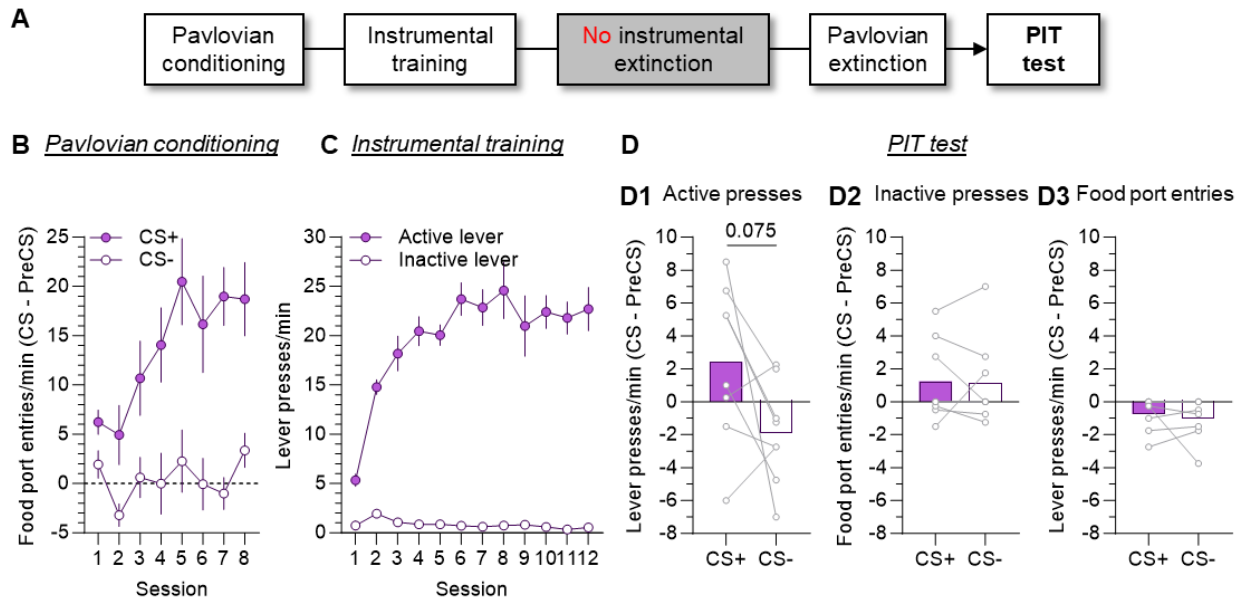 A
Pavlovian
conditioning
Instrumental
training
No instrumental
extinction
Pavlovian
extinction
PIT
test
B Pavlovian conditioning
Food port entries/min (CS - PreCS)
25
20
15
10
5
0
-5
CS+
CS-
1 2 3 4 5 6 7 8
Session
C Instrumental training
Lever presses/min
30
25
20
15
10
5
0
Active lever
Inactive lever
1 2 3 4 5 6 7 8 9 101112
Session
D PIT test
D1 Active presses
Lever presses/min (CS - PreCS)
10
8
6
4
2
0
-2
-4
-6
-8
0.075
CS+ CS-
D2 Inactive presses
Food port entries/min (CS - PreCS)
10
8
6
4
2
0
-2
-4
-6
-8
CS+ CS-
D3 Food port entries
Lever presses/min (CS - PreCS)
10
8
6
4
2
0
-2
-4
-6
-8
CS+ CS-